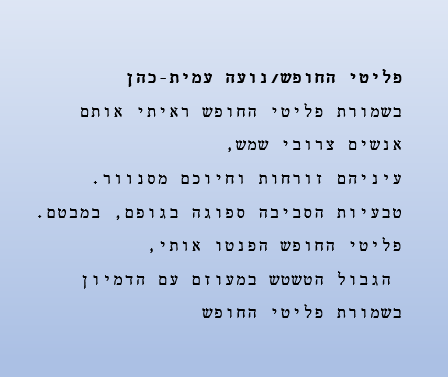 פליטי החופש/נועה עמית-כהן
בשמורת פליטי החופש ראיתי אותם
אנשים צרובי שמש,
עיניהם זורחות וחיוכם מסנוור.
טבעיות הסביבה ספוגה בגופם, במבטם.
פליטי החופש הפנטו אותי,
הגבול הטשטש במעוזם עם הדמיון
בשמורת פליטי החופש